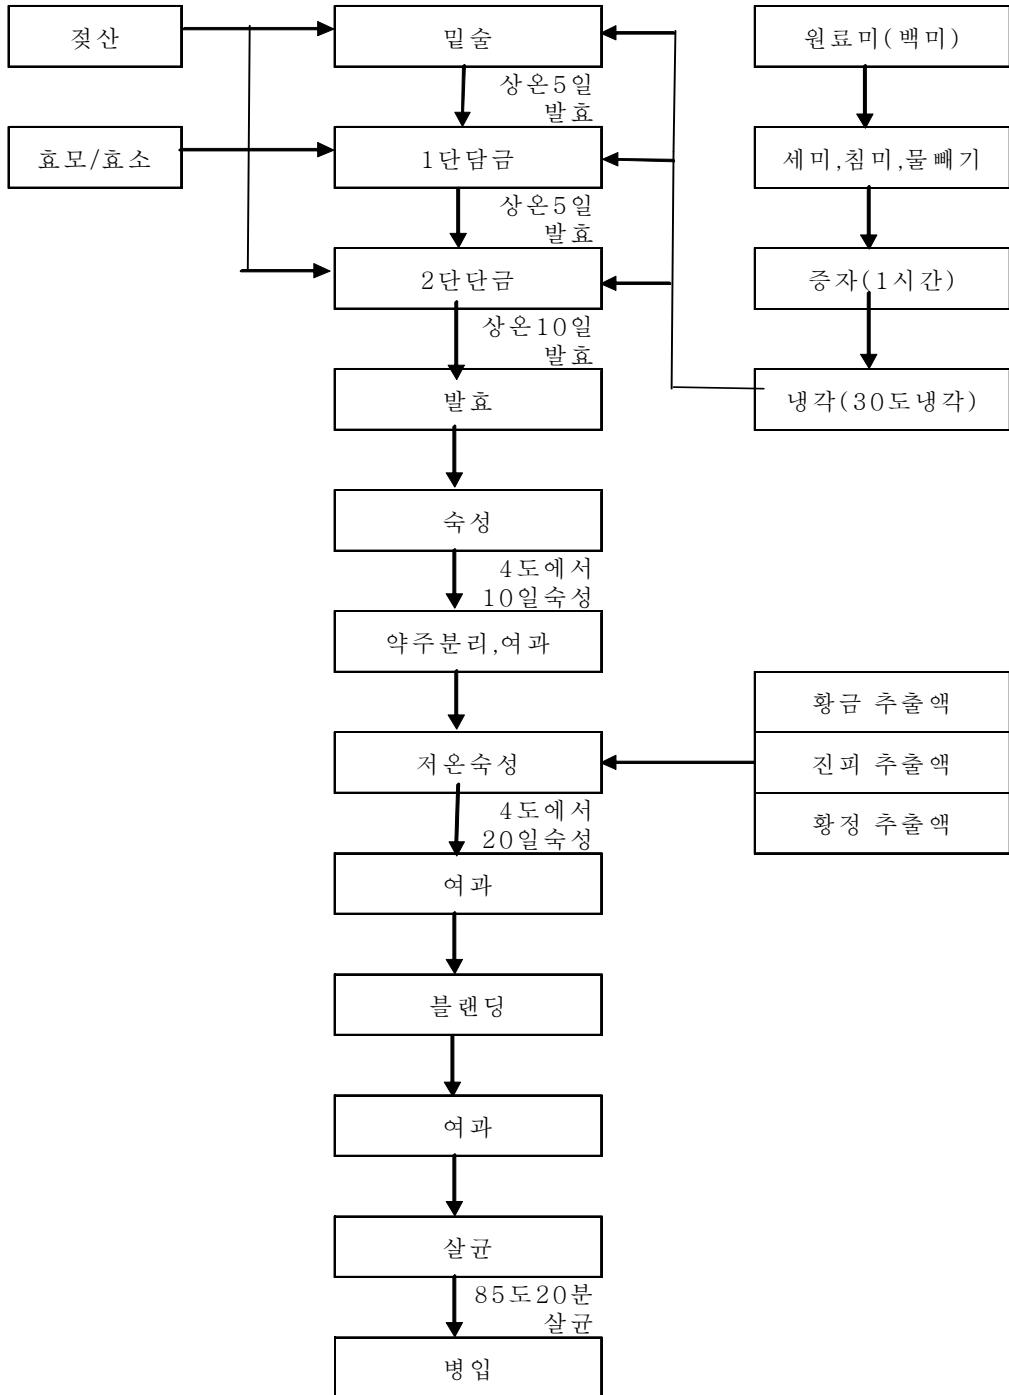 젖산
밑술
원료미(백미)
상온5일
발효
효모/효소
1단담금
세미,침미,물빼기
상온5일
발효
2단단금
증자(1시간)
상온10일
발효
발효
냉각(30도냉각)
숙성
4도에서
10일숙성
약주분리,여과
황금 추출액
저온숙성
진피 추출액
4도에서
20일숙성
황정 추출액
여과
블랜딩
여과
살균
85도20분
살균
병입